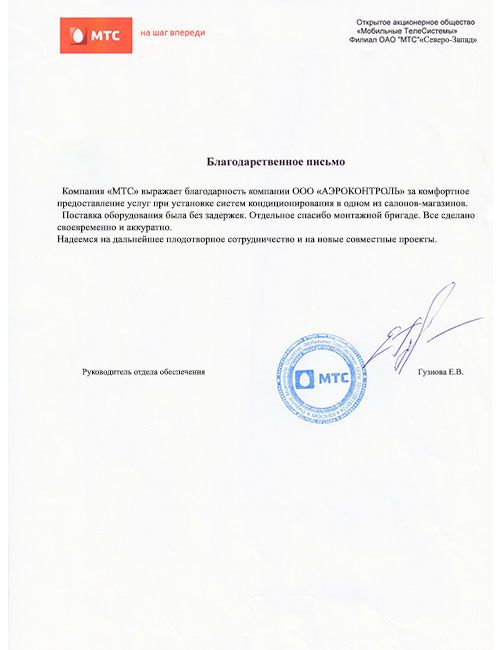 МТС
на шаг впереди
Открытое акционерное общество
«Мобильные ТелеСистемы»
Филиал ОАО "МТС"«Северо-Запад»
Благодарственное письмо
Компания «МТС» выражает благодарность компании ООО «АЭРОКОНТРОЛЬ» за комфортное
предоставление услуг при установке систем кондиционирования в одном из салонов-магазинов.
Поставка оборудования была без задержек. Отдельное спасибо монтажной бригаде. Все сделано
своевременно и аккуратно.
Надеемся на дальнейшее плодотворное сотрудничество и на новые совместные проекты.
Руководитель отдела обеспечения
МТС
Гузнова Е.В.